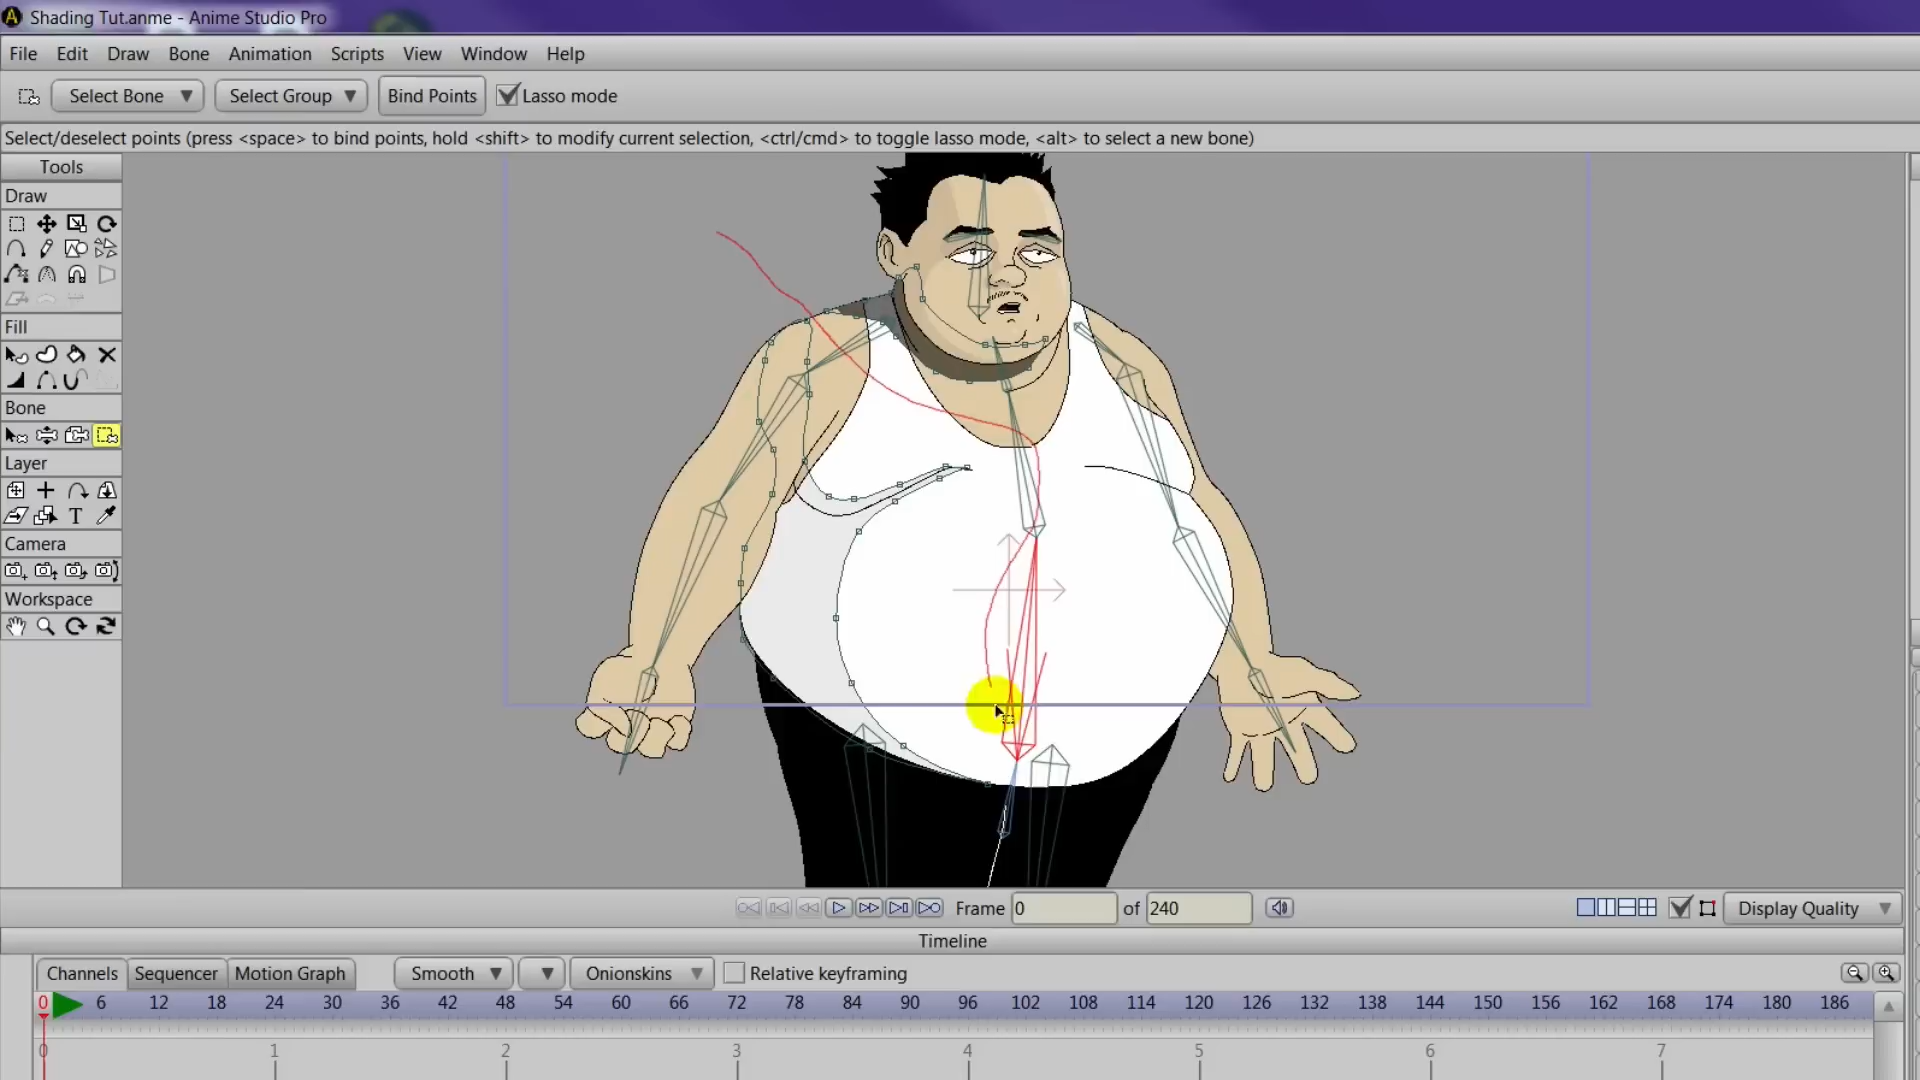 Shading Tut.anme - Anime Studio Pro
File Edit Draw Bone Animation Scripts View Window Help
Select Bone Select Group Bind Points Lasso mode
Select/deselect points (press <space> to bind points, hold <shift> to modify current selection, <ctrl/cmd> to toggle lasso mode, <alt> to select a new bone)
Tools
Draw
Fill
Bone
Layer
T
Camera
Workspace
Frame 0 of 240 Display Quality
Timeline
Channels Sequencer Motion Graph Smooth Onionskins Relative keyframing
0 6 12 18 24 30 36 42 48 54 60 66 72 78 84 90 96 102 108 114 120 126 132 138 144 150 156 162 168 174 180 186
0 1 2 3 4 5 6 7